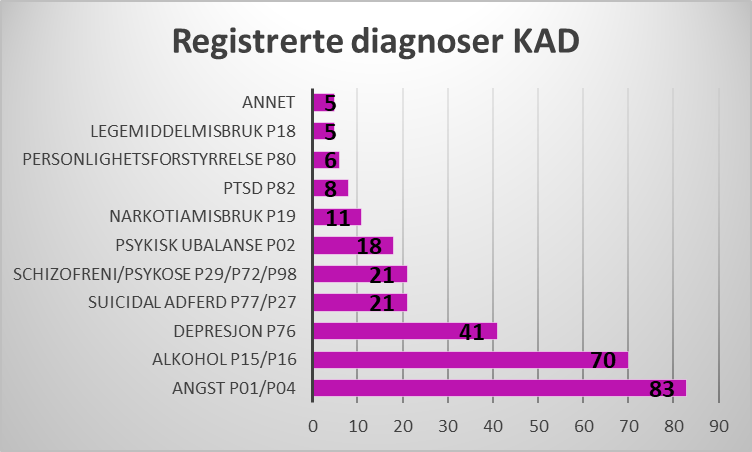 Registrerte diagnoser KAD
ANNET 5
LEGEMIDDELMISBRUK P18 5
PERSONLIGHETSFORSTYRRELSE P80 6
PTSD P82 8
NARKOTIAMISBRUK P19 11
PSYKISK UBALANSE P02 18
SCHIZOFRENI/PSYKOSE P29/P72/P98 21
SUICIDAL ADFERD P77/P27 21
DEPRESJON P76 41
ALKOHOL P15/P16 70
ANGST P01/P04 83
0 10 20 30 40 50 60 70 80 90